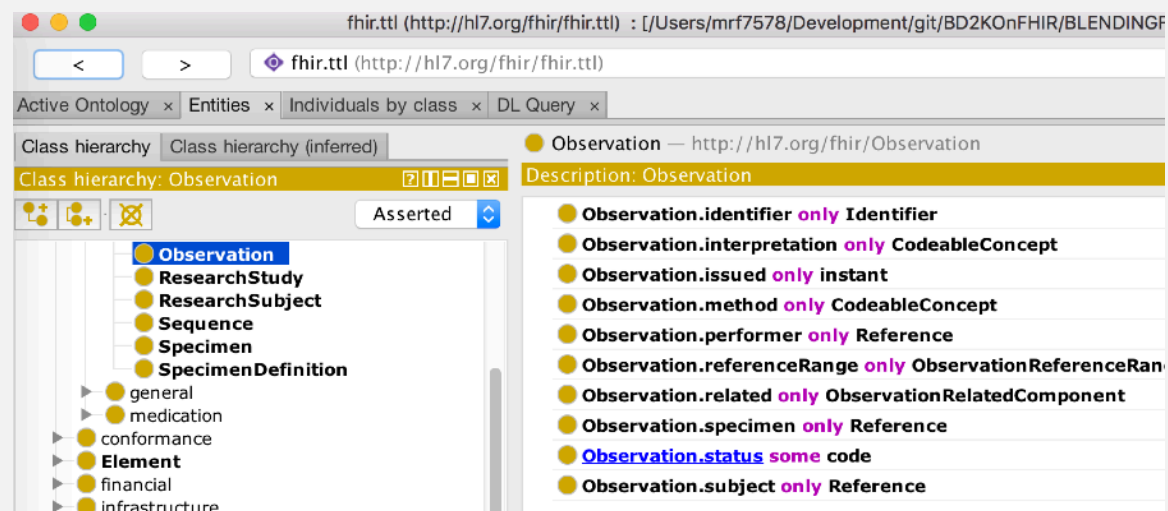 fhir.ttl (http://hl7.org/fhir/fhir.ttl) : [/Users/mrf7578/Development/git/BD2KOnFHIR/BLENDINGF
< > fhir.ttl (http://hl7.org/fhir/fhir.ttl)
Active Ontology × Entities × Individuals by class × DL Query ×
Class hierarchy Class hierarchy (inferred)
Class hierarchy: Observation
Asserted
Observation
ResearchStudy
ResearchSubject
Sequence
Specimen
SpecimenDefinition
general
medication
conformance
Element
financial
infrastructure
Observation — http://hl7.org/fhir/Observation
Description: Observation
Observation.identifier only Identifier
Observation.interpretation only CodeableConcept
Observation.issued only instant
Observation.method only CodeableConcept
Observation.performer only Reference
Observation.referenceRange only ObservationReferenceRan
Observation.related only ObservationRelatedComponent
Observation.specimen only Reference
Observation.status some code
Observation.subject only Reference